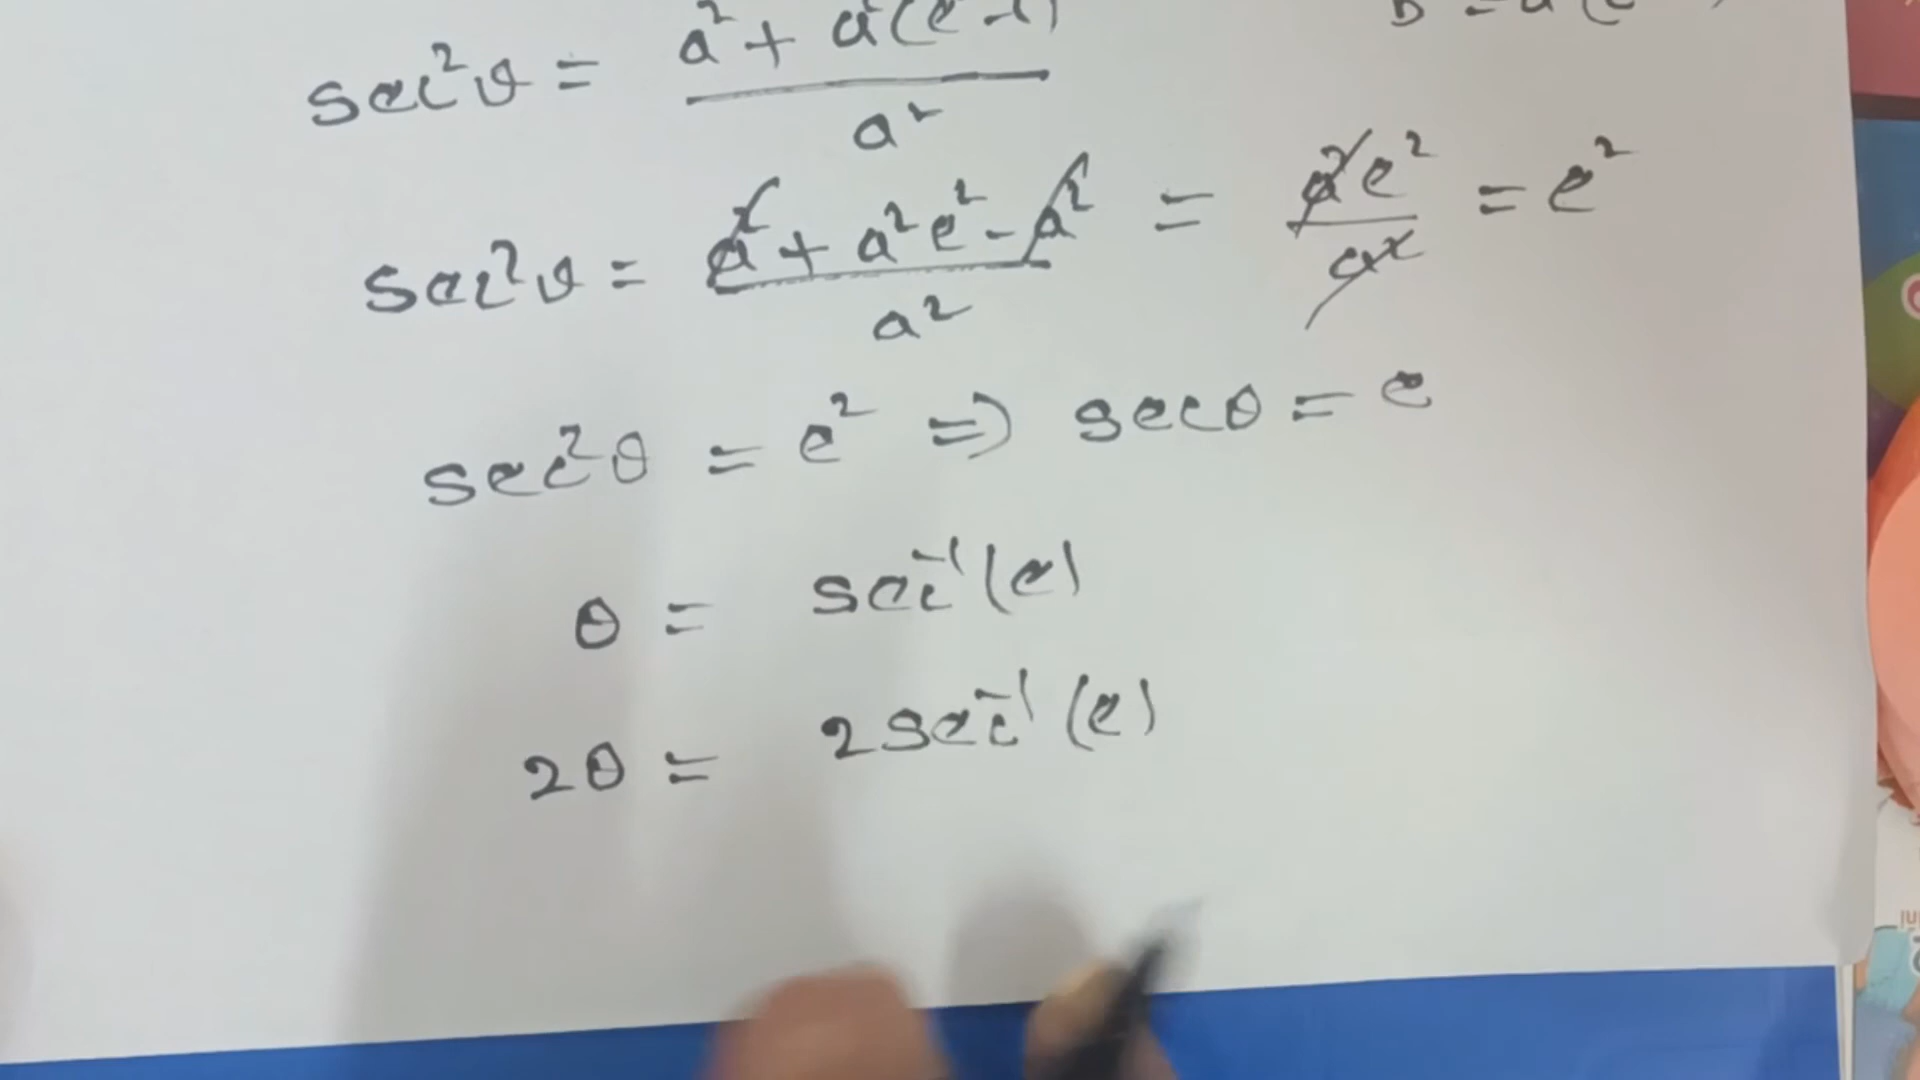 sec²θ = a² + a²(e²-1) / a²
sec²θ = a² + a²e² - a² / a² = a²e² / a² = e²
sec²θ = e² => secθ = e
θ = sec⁻¹(e)
2θ = 2sec⁻¹(e)